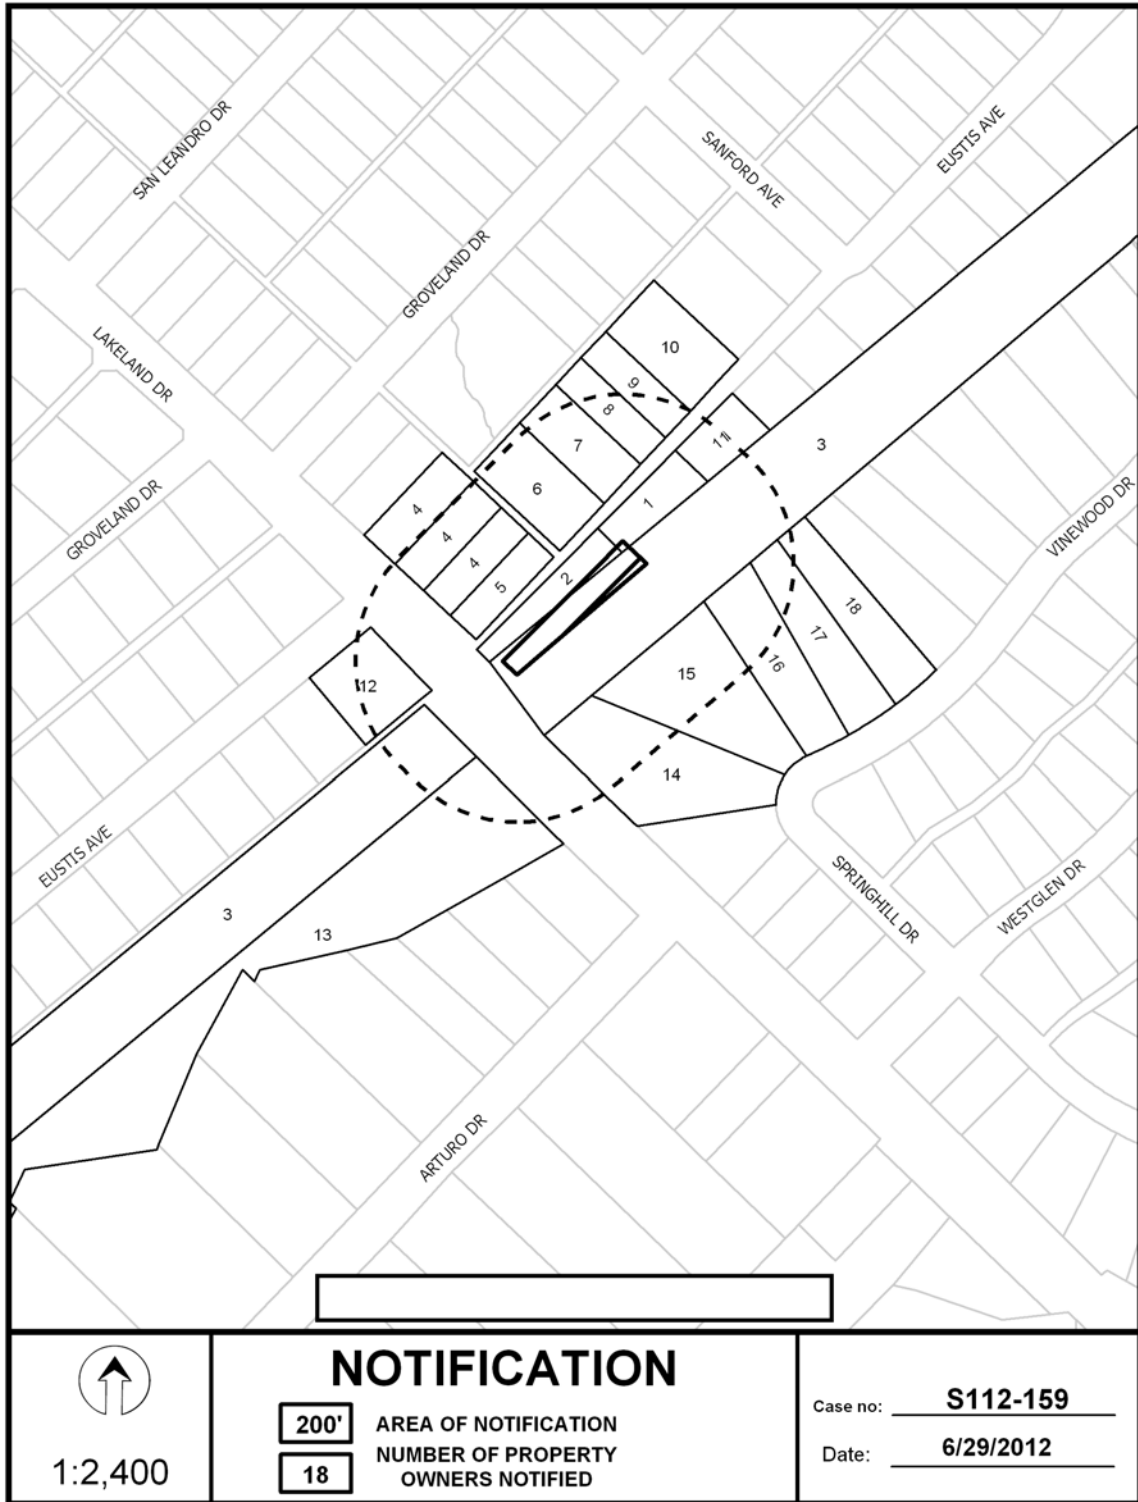 SAN LEANDRO DR
SANFORD AVE
EUSTIS AVE
GROVELAND DR
LAKELAND DR
10
9
8
7
11
3
6
1
4
4
4
5
2
GROVELAND DR
VINEWOOD DR
18
17
16
15
12
14
EUSTIS AVE
SPRINGHILL DR
WESTGLEN DR
3
13
ARTURO DR
NOTIFICATION
200' AREA OF NOTIFICATION
18 NUMBER OF PROPERTY
OWNERS NOTIFIED
1:2,400
Case no: S112-159
Date: 6/29/2012